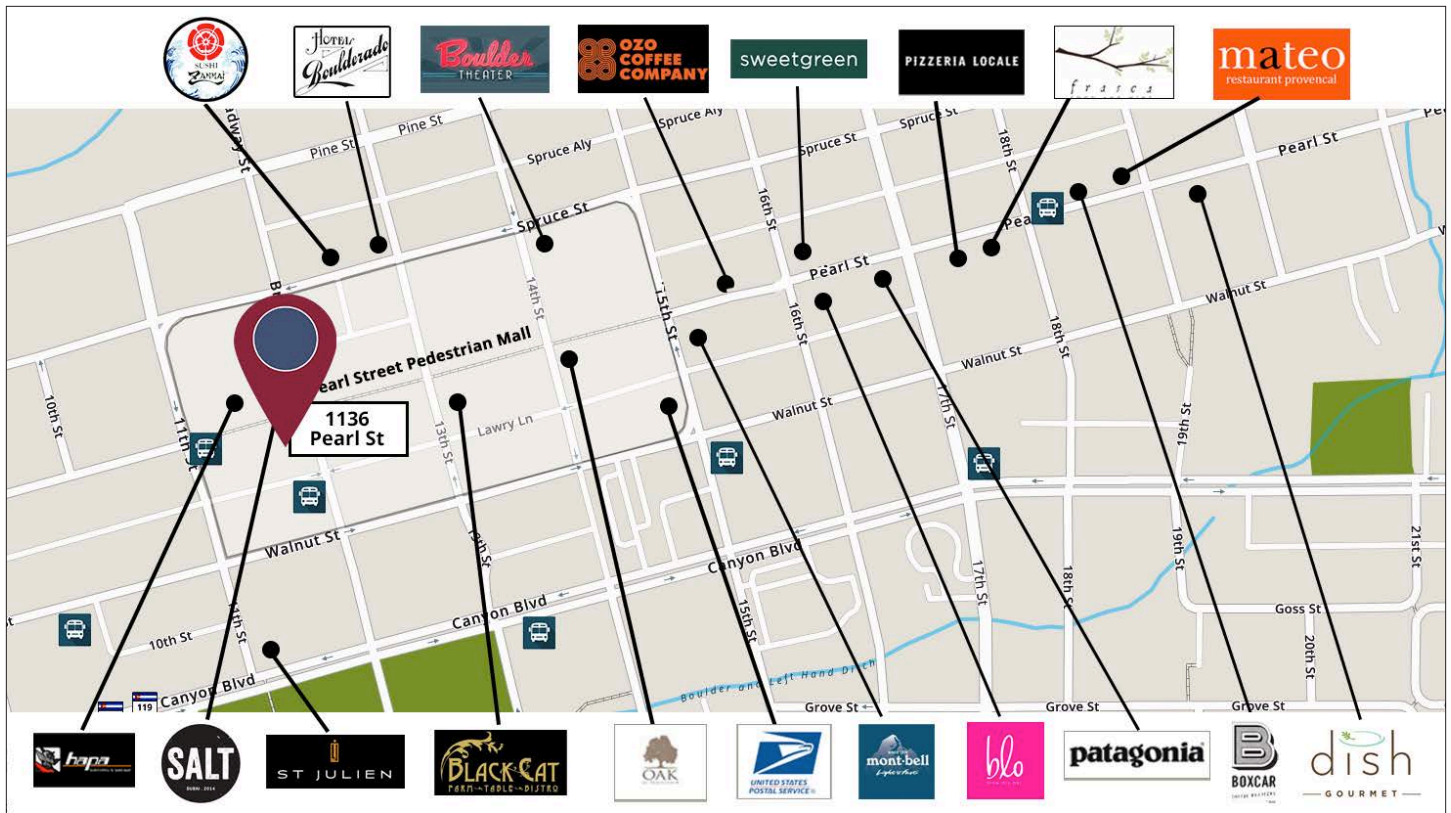 SUSHI
ZANMAI
HOTEL
Boulderado
Boulder
THEATER
OZO
COFFEE
COMPANY
sweetgreen
PIZZERIA LOCALE
frasca
mateo
restaurant provencal
Pine St
Pine St
Spruce Aly
Spruce Aly
Spruce St
Spruce St
Spruce St
18th St
Pearl St
16th St
Pearl St
Walnut St
14th St
15th St
16th St
18th St
Walnut St
Pearl Street Pedestrian Mall
1136
Pearl St
10th St
11th St
13th St
Lawry Ln
Walnut St
17th St
19th St
Walnut St
13th St
Canyon Blvd
19th St
21st St
17th St
18th St
Canyon Blvd
11th St
15th St
10th St
Goss St
20th St
Boulder and Left Hand Ditch
Canyon Blvd
119
Grove St
Grove St
Grove St
hapa
SALT
ST JULIEN
BLACK CAT
FARM TABLE BISTRO
OAK
UNITED STATES
POSTAL SERVICE
mont-bell
blo
patagonia
B
BOXCAR
dish
GOURMET